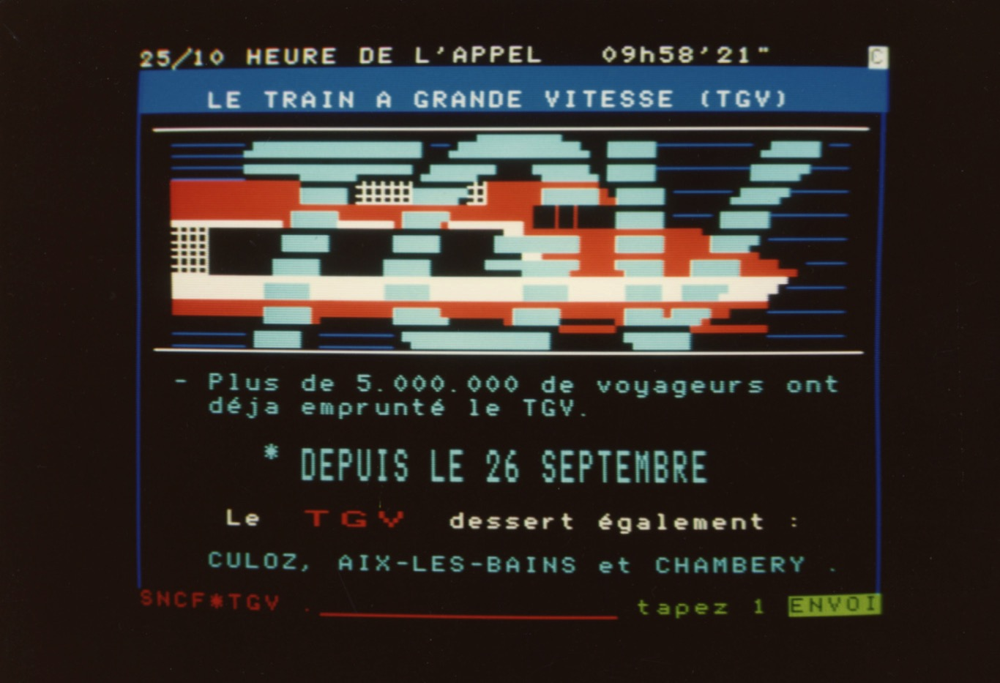 25/10 HEURE DE L'APPEL 09h58'21" C
LE TRAIN A GRANDE VITESSE (TGV)
TGV
- Plus de 5.000.000 de voyageurs ont
déja emprunté le TGV.
* DEPUIS LE 26 SEPTEMBRE
Le TGV dessert également :
CULOZ, AIX-LES-BAINS et CHAMBERY .
SNCF*TGV . tapez 1 ENVOI